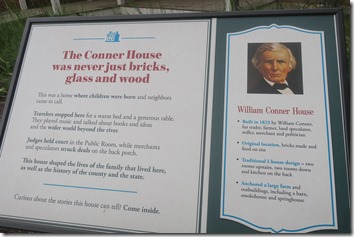 The Conner House
was never just bricks,
glass and wood
This was a home where children were born and neighbors
came to call.
Travelers stopped here for a warm bed and a generous table.
They played music and talked about books and ideas
and the wider world beyond the river.
Judges held court in the Public Room, while merchants
and speculators struck deals on the back porch.
This house shaped the lives of the family that lived here,
as well as the history of the county and the state.
Curious about the stories this house can tell? Come inside.
William Conner House
• Built in 1823 by William Conner,
fur trader, farmer, land speculator,
miller, merchant and politician
• Original location, bricks made and
fired on site
• Traditional I house design – two
rooms upstairs, two rooms down
and kitchen on the back
• Anchored a large farm and
outbuildings, including a barn,
smokehouse and springhouse